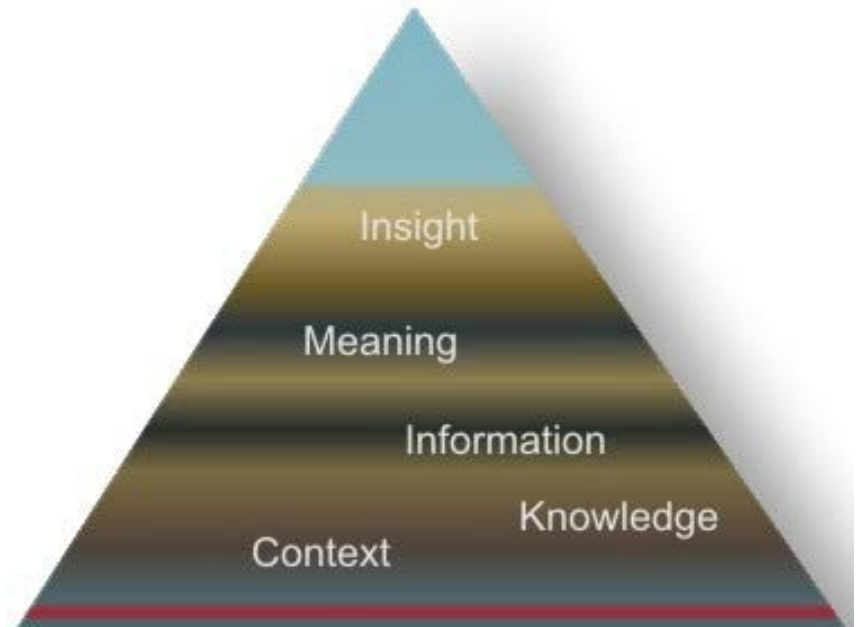 Insight
Meaning
Information
Knowledge
Context